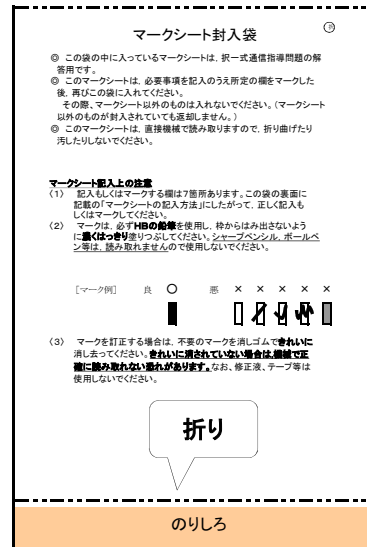 マークシート封入袋
◎ この袋の中に入っているマークシートは、択一式通信指導問題の解
答用です。
◎ このマークシートは、必要事項を記入のうえ所定の欄をマークした
後、再びこの袋に入れてください。
その際、マークシート以外のものは入れないでください。(マークシート
以外のものが封入されていても返却しません。)
◎ このマークシートは、直接機械で読み取りますので、折り曲げたり
汚したりしないでください。
マークシート記入上の注意
(1) 記入もしくはマークする欄は7箇所あります。この袋の裏面に
記載の「マークシートの記入方法」にしたがって、正しく記入も
しくはマークしてください。
(2) マークは、必ずHBの鉛筆を使用し、枠からはみ出さないよう
に濃くはっきり塗りつぶしてください。シャープペンシル、ボールペ
ン等は、読み取れませんので使用しないでください。
[マーク例] 良 ○ 悪 × × × × ×
(3) マークを訂正する場合は、不要のマークを消しゴムできれいに
消し去ってください。きれいに消されていない場合は、機械で正
確に読み取れない恐れがあります。なお、修正液、テープ等は
使用しないでください。
折り
のりしろ